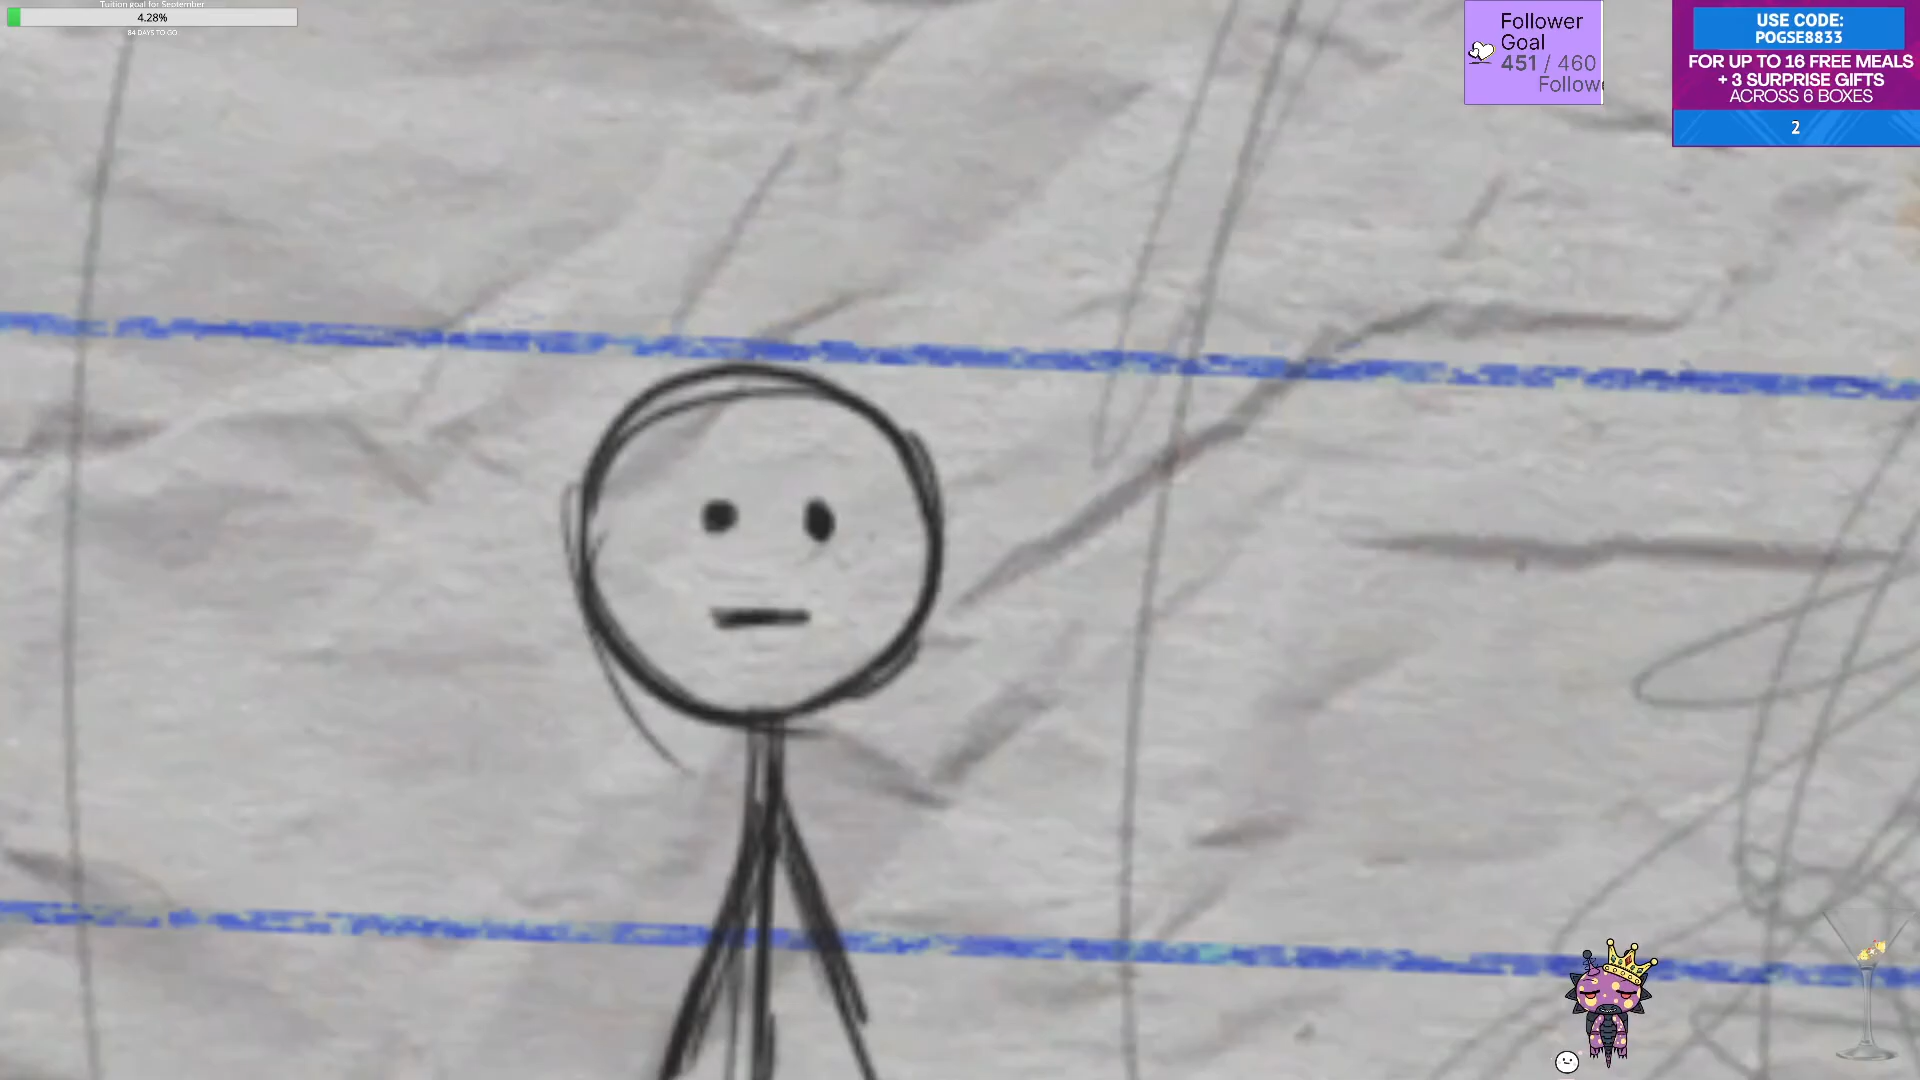 Tuition goal for September
4.28%
84 DAYS TO GO
Follower
Goal
451 / 460
Follow
USE CODE:
POGSE8833
FOR UP TO 16 FREE MEALS
+ 3 SURPRISE GIFTS
ACROSS 6 BOXES
2